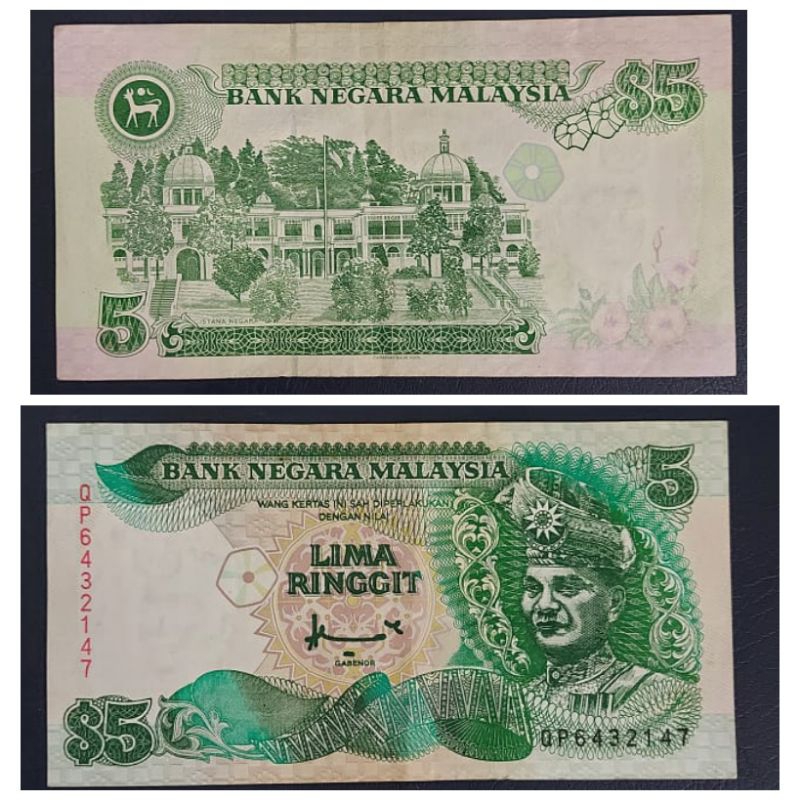 BANK NEGARA MALAYSIA
$5
5
STANA NEGARA
BANK NEGARA MALAYSIA
5
WANG KERTAS INI SAH DIPERLAKUKAN
DENGAN NILAI
QP6432147
LIMA
RINGGIT
GABENOR
$5
QP6432147